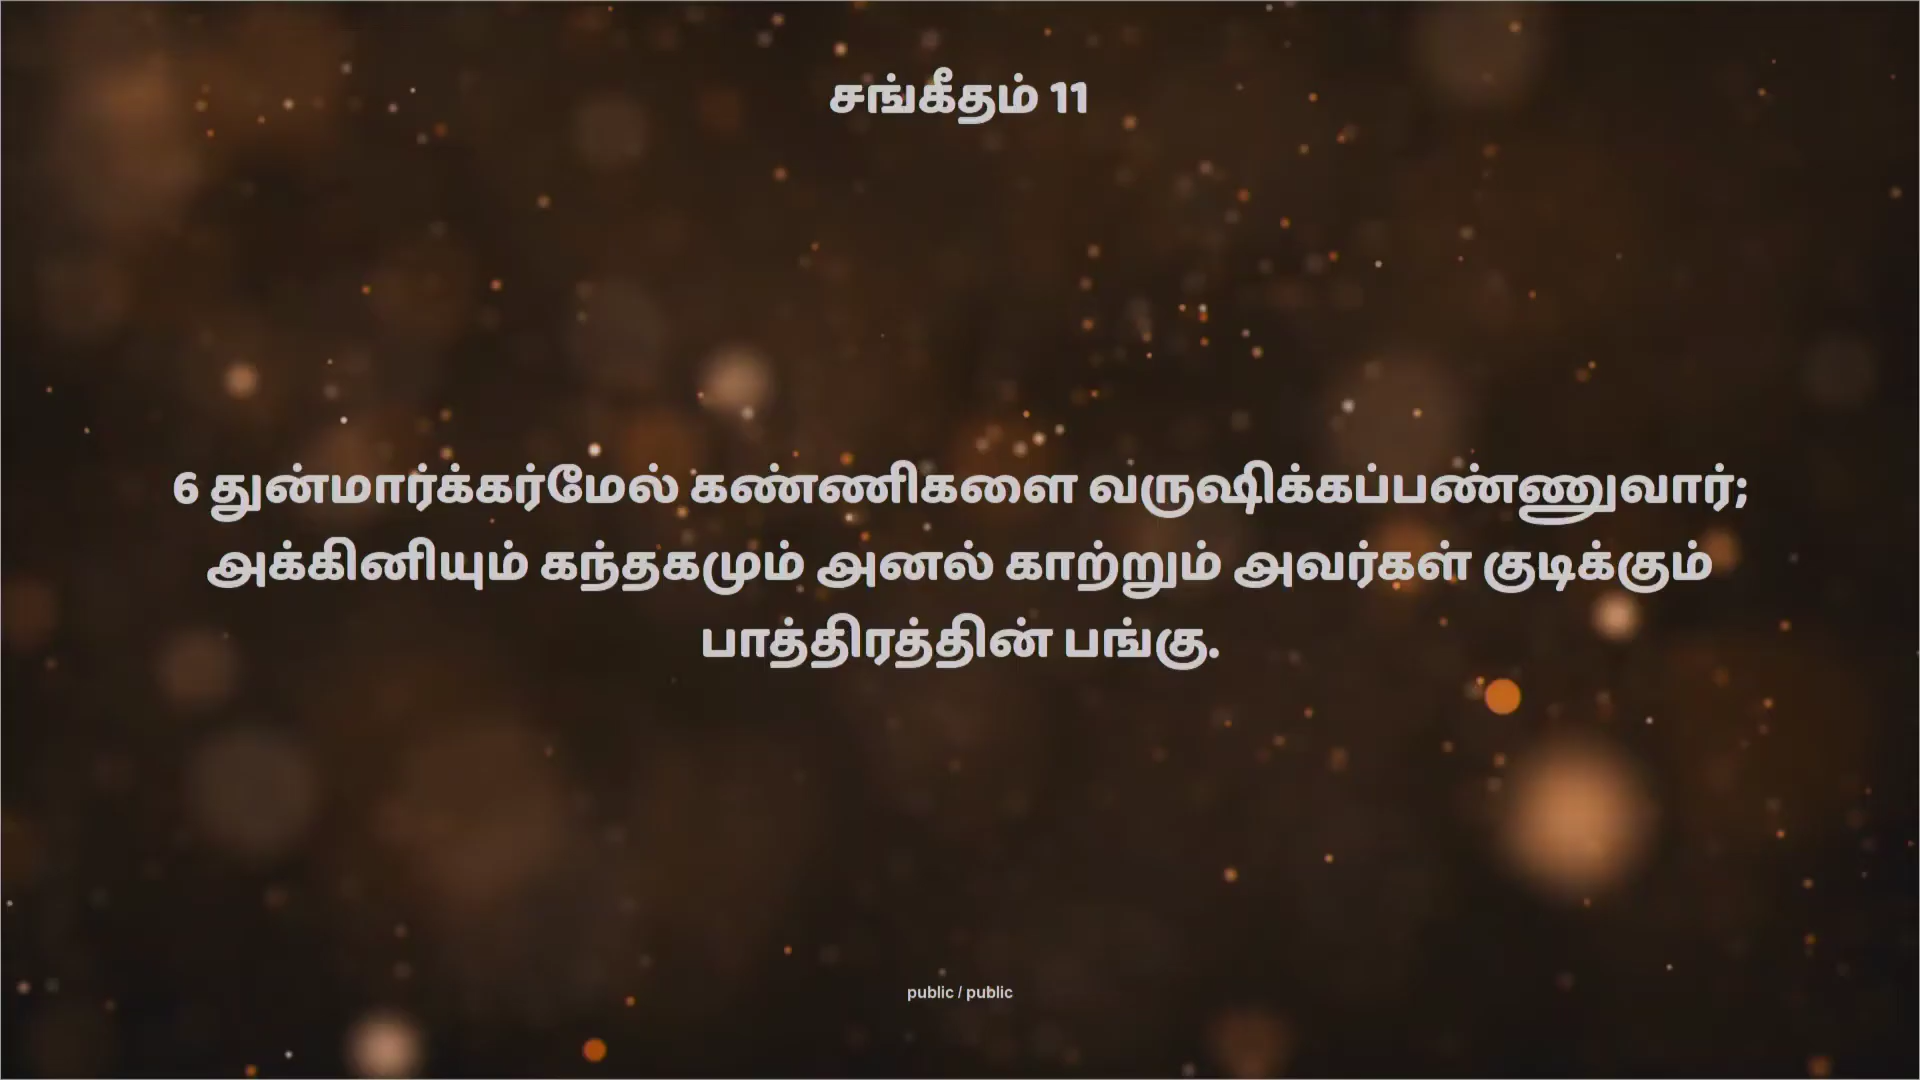 சங்கீதம் 11
6 துன்மார்க்கர்மேல் கண்ணிகளை வருஷிக்கப்பண்ணுவார்;
அக்கினியும் கந்தகமும் அனல் காற்றும் அவர்கள் குடிக்கும்
பாத்திரத்தின் பங்கு.
public / public